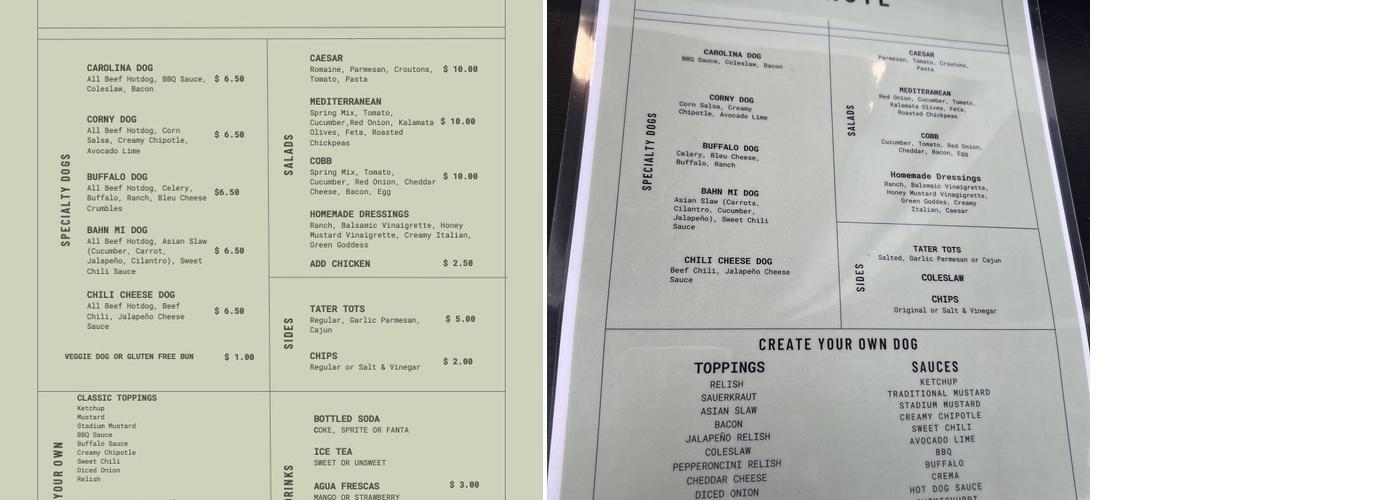 CAROLINA DOG
All Beef Hotdog, BBQ Sauce,
Coleslaw, Bacon
$ 6.50
CORNY DOG
All Beef Hotdog, Corn
Salsa, Creamy Chipotle,
Avocado Lime
$ 6.50
BUFFALO DOG
All Beef Hotdog, Celery,
Buffalo, Ranch, Bleu Cheese
Crumbles
$6.50
BAHN MI DOG
All Beef Hotdog, Asian Slaw
(Cucumber, Carrot,
Jalapeño, Cilantro), Sweet
Chili Sauce
$ 6.50
CHILI CHEESE DOG
All Beef Hotdog, Beef
Chili, Jalapeño Cheese
Sauce
$ 6.50
VEGGIE DOG OR GLUTEN FREE BUN $ 1.00
SPECIALTY DOGS
CAESAR
Romaine, Parmesan, Croutons,
Tomato, Pasta
$ 10.00
MEDITERRANEAN
Spring Mix, Tomato,
Cucumber,Red Onion, Kalamata
Olives, Feta, Roasted
Chickpeas
$ 10.00
COBB
Spring Mix, Tomato,
Cucumber, Red Onion, Cheddar
Cheese, Bacon, Egg
$ 10.00
HOMEMADE DRESSINGS
Ranch, Balsamic Vinaigrette, Honey
Mustard Vinaigrette, Creamy Italian,
Green Goddess
ADD CHICKEN $ 2.50
SALADS
TATER TOTS
Regular, Garlic Parmesan,
Cajun
$ 5.00
CHIPS
Regular or Salt & Vinegar
$ 2.00
SIDES
CLASSIC TOPPINGS
Ketchup
Mustard
Stadium Mustard
BBQ Sauce
Buffalo Sauce
Creamy Chipotle
Sweet Chili
Diced Onion
Relish
YOUR OWN
BOTTLED SODA
COKE, SPRITE OR FANTA
ICE TEA
SWEET OR UNSWEET
AGUA FRESCAS
MANGO OR STRAWBERRY
$ 3.00
DRINKS
CAROLINA DOG
BBQ Sauce, Coleslaw, Bacon
CORNY DOG
Corn Salsa, Creamy
Chipotle, Avocado Lime
BUFFALO DOG
Celery, Bleu Cheese,
Buffalo, Ranch
BAHN MI DOG
Asian Slaw (Carrots,
Cilantro, Cucumber,
Jalapeño), Sweet Chili
Sauce
CHILI CHEESE DOG
Beef Chili, Jalapeño Cheese
Sauce
SPECIALTY DOGS
CAESAR
Parmesan, Tomato, Croutons,
Pasta
MEDITERRANEAN
Red Onion, Cucumber, Tomato,
Kalamata Olives, Feta,
Roasted Chickpeas
COBB
Cucumber, Tomato, Red Onion,
Cheddar, Bacon, Egg
Homemade Dressings
Ranch, Balsmaic Vinaigrette,
Honey Mustard Vinagigrette,
Green Goddes, Creamy
Italian, Caesar
SALADS
TATER TOTS
Salted, Garlic Parmesan or Cajun
COLESLAW
CHIPS
Original or Salt & Vinegar
SIDES
CREATE YOUR OWN DOG
TOPPINGS
RELISH
SAUERKRAUT
ASIAN SLAW
BACON
JALAPEÑO RELISH
COLESLAW
PEPPERONCINI RELISH
CHEDDAR CHEESE
DICED ONION
SAUCES
KETCHUP
TRADITIONAL MUSTARD
STADIUM MUSTARD
CREAMY CHIPOTLE
SWEET CHILI
AVOCADO LIME
BBQ
BUFFALO
CREMA
HOT DOG SAUCE